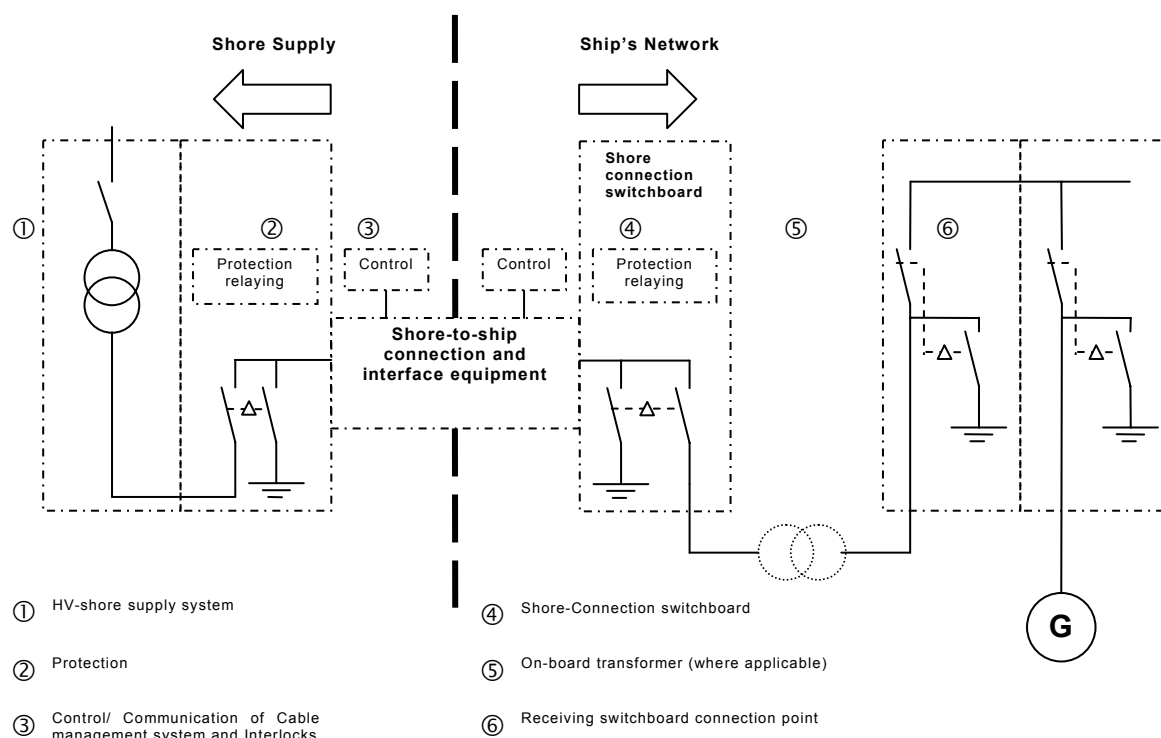 Shore Supply
Ship's Network
Shore
connection
switchboard
①
②
③
④
⑤
⑥
Protection
relaying
Control
Control
Protection
relaying
Shore-to-ship
connection and
interface equipment
G
① HV-shore supply system
② Protection
③ Control/ Communication of Cable
management system and Interlocks
④ Shore-Connection switchboard
⑤ On-board transformer (where applicable)
⑥ Receiving switchboard connection point